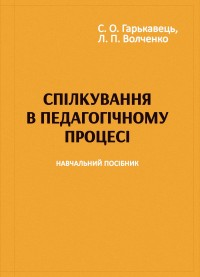 С. О. Гарькавець,
Л. П. Волченко
СПІЛКУВАННЯ
В ПЕДАГОГІЧНОМУ
ПРОЦЕСІ
НАВЧАЛЬНИЙ ПОСІБНИК